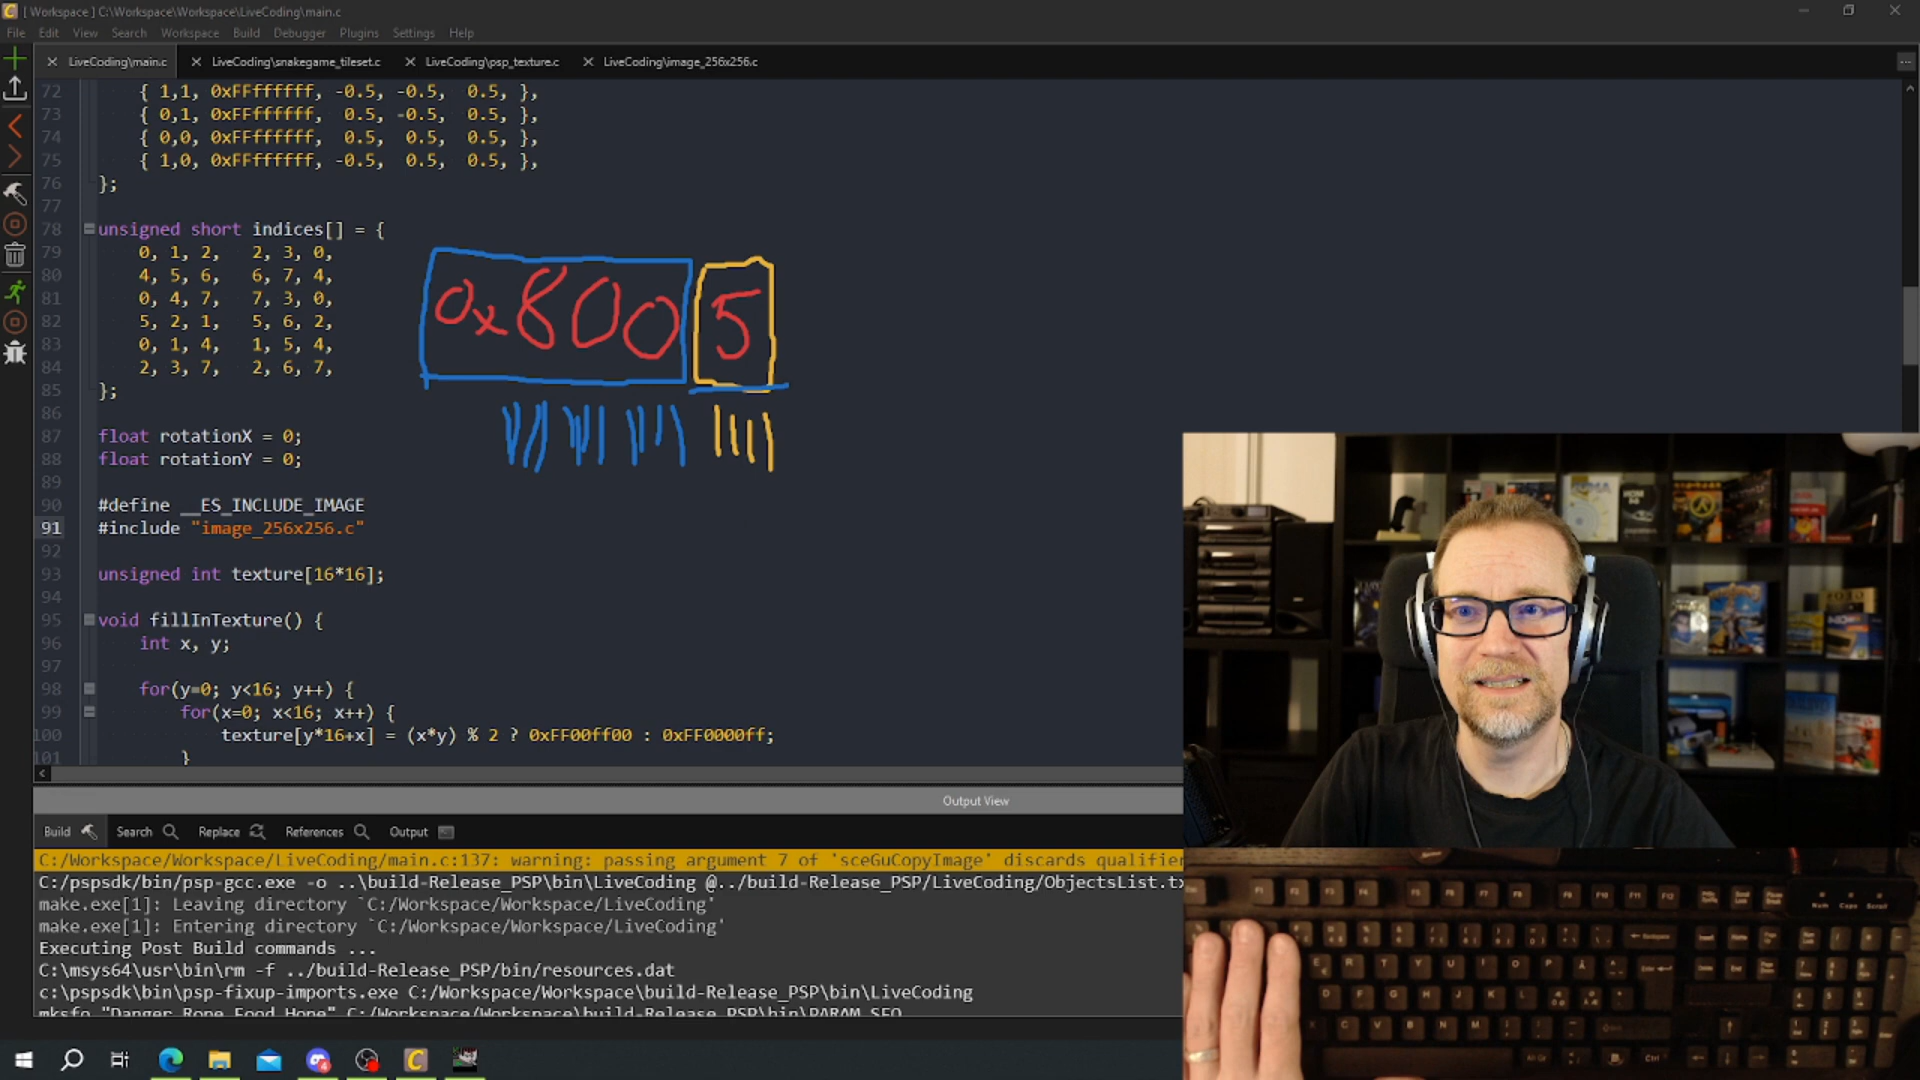 [ Workspace ] C:\Workspace\Workspace\LiveCoding\main.c
File Edit View Search Workspace Build Debugger Plugins Settings Help
LiveCoding\main.c LiveCoding\snakegame_tileset.c LiveCoding\psp_texture.c LiveCoding\image_256x256.c
72 { 1,1, 0xFFffffff, -0.5, -0.5, 0.5, },
73 { 0,1, 0xFFffffff, 0.5, -0.5, 0.5, },
74 { 0,0, 0xFFffffff, 0.5, 0.5, 0.5, },
75 { 1,0, 0xFFffffff, -0.5, 0.5, 0.5, },
76 };
77
78 unsigned short indices[] = {
79 0, 1, 2, 2, 3, 0,
80 4, 5, 6, 6, 7, 4,
81 0, 4, 7, 7, 3, 0,
82 5, 2, 1, 5, 6, 2,
83 0, 1, 4, 1, 5, 4,
84 2, 3, 7, 2, 6, 7,
85 };
0x800 5
86
87 float rotationX = 0;
88 float rotationY = 0;
89
90 #define __ES_INCLUDE_IMAGE
91 #include "image_256x256.c"
92
93 unsigned int texture[16*16];
94
95 void fillInTexture() {
96 int x, y;
97
98 for(y=0; y<16; y++) {
99 for(x=0; x<16; x++) {
100 texture[y*16+x] = (x*y) % 2 ? 0xFF00ff00 : 0xFF0000ff;
101 }
Output View
Build Search Replace References Output
C:/Workspace/Workspace/LiveCoding/main.c:137: warning: passing argument 7 of 'sceGuCopyImage' discards qualifier
C:/pspsdk/bin/psp-gcc.exe -o ..\build-Release_PSP\bin\LiveCoding @../build-Release_PSP/LiveCoding/ObjectsList.tx
make.exe[1]: Leaving directory `C:/Workspace/Workspace/LiveCoding'
make.exe[1]: Entering directory `C:/Workspace/Workspace/LiveCoding'
Executing Post Build commands ...
C:\msys64\usr\bin\rm -f ../build-Release_PSP/bin/resources.dat
c:\pspsdk\bin\psp-fixup-imports.exe C:/Workspace/Workspace\build-Release_PSP\bin\LiveCoding
mksfo "Danger Rope Food Hope" C:/Workspace\build-Release_PSP\bin\PARAM.SFO